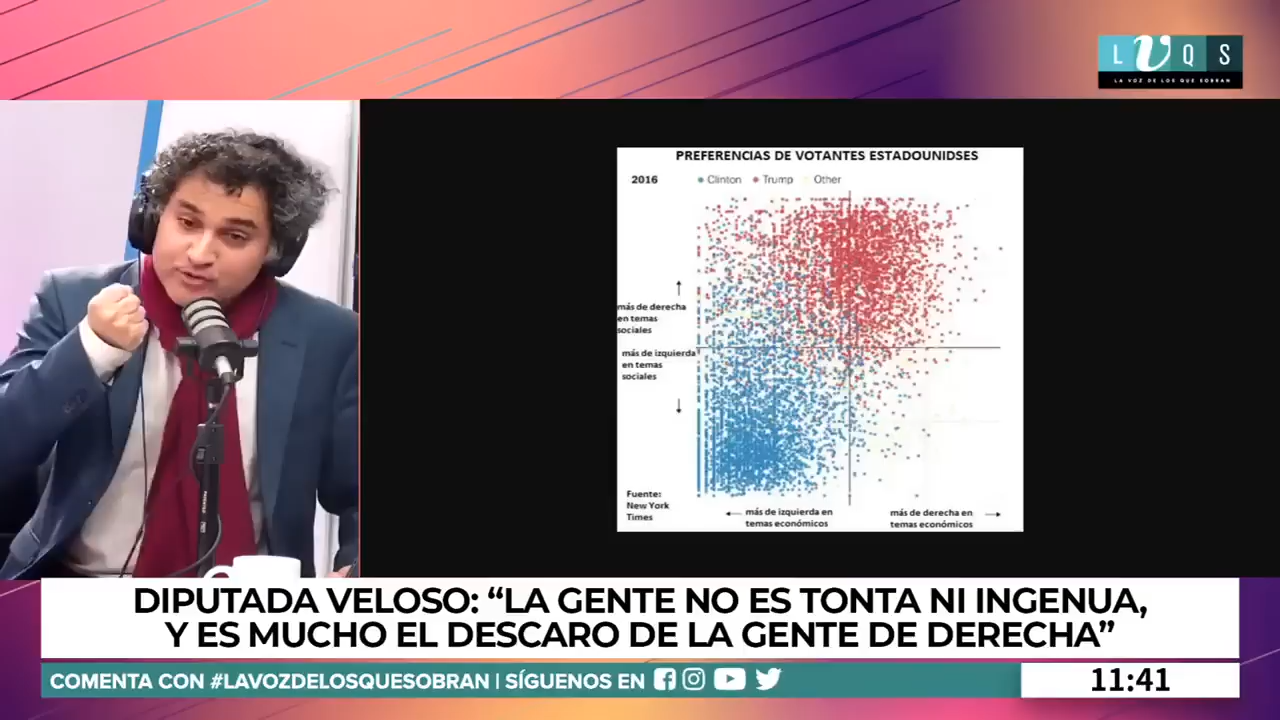 L V Q S
LA VOZ DE LOS QUE SOBRAN
PREFERENCIAS DE VOTANTES ESTADOUNIDSES
2016 Clinton Trump Other
más de derecha
en temas
sociales
más de izquierda
en temas
sociales
Fuente:
New York
Times
más de izquierda en
temas económicos
más de derecha en
temas económicos
DIPUTADA VELOSO: “LA GENTE NO ES TONTA NI INGENUA,
Y ES MUCHO EL DESCARO DE LA GENTE DE DERECHA”
COMENTA CON #LAVOZDELOSQUESOBRAN | SÍGUENOS EN
11:41